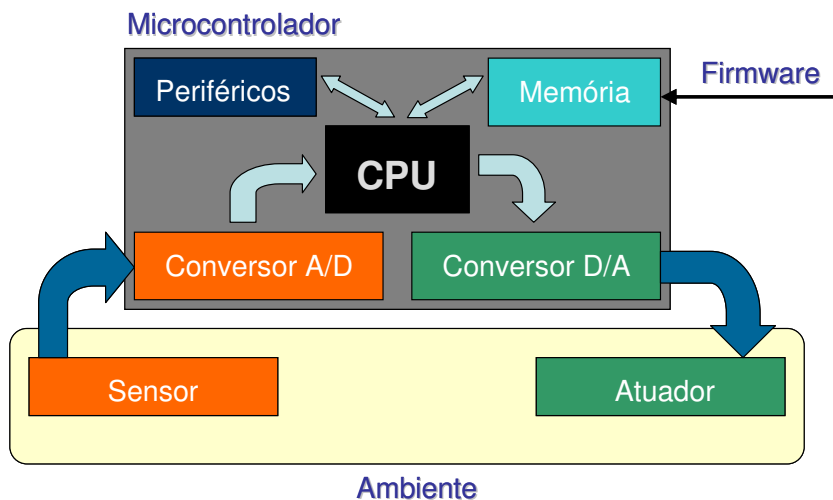 Microcontrolador
Periféricos
Memória
Firmware
CPU
Conversor A/D
Conversor D/A
Sensor
Atuador
Ambiente